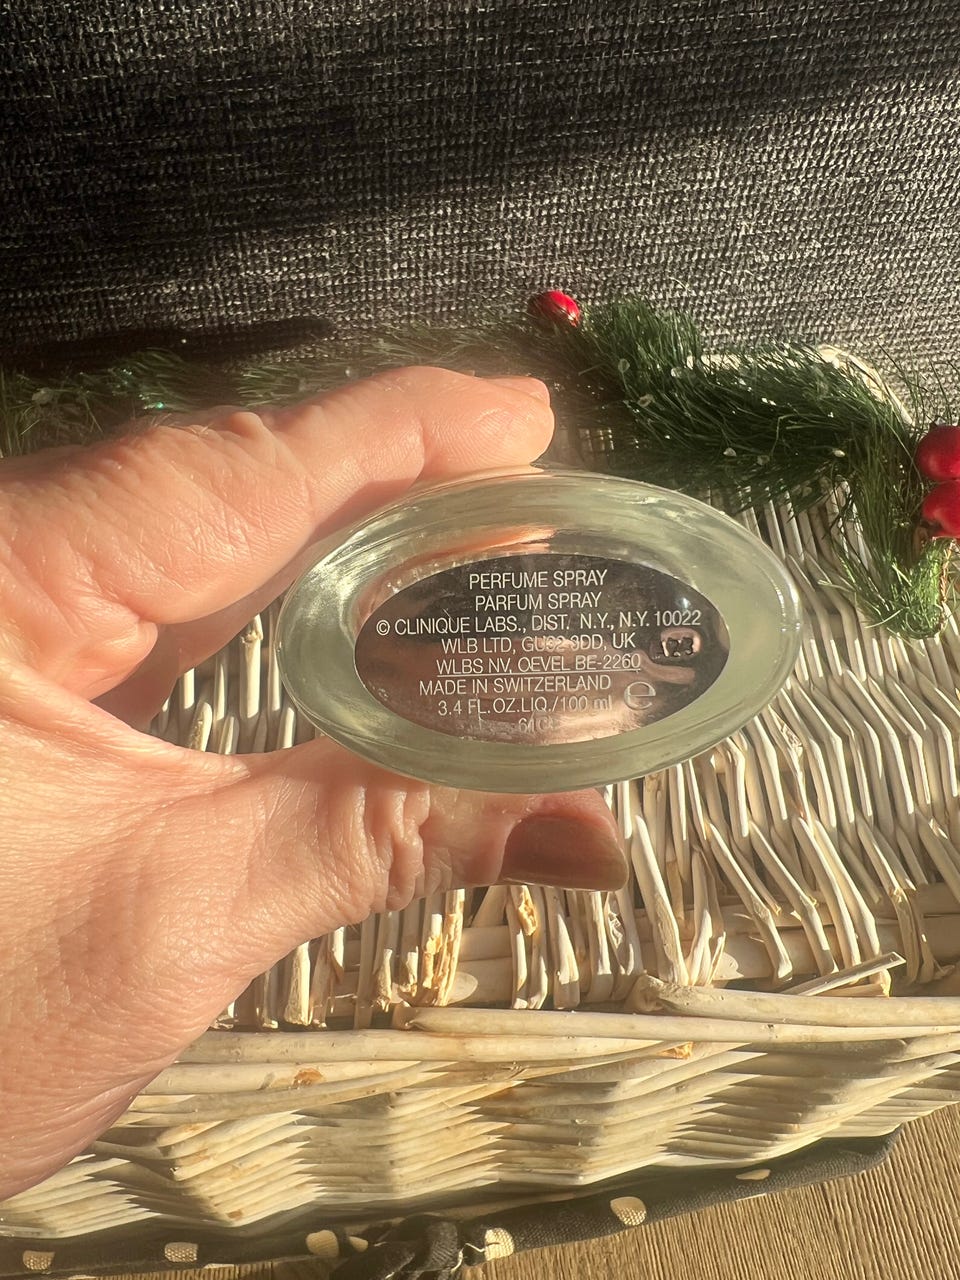 PERFUME SPRAY
PARFUM SPRAY
© CLINIQUE LABS., DIST. N.Y., N.Y. 10022
WLB LTD, GU32 3DD, UK
WLBS NV, OEVEL BE-2260
MADE IN SWITZERLAND
3.4 FL.OZ.LIQ./100 ml ℮